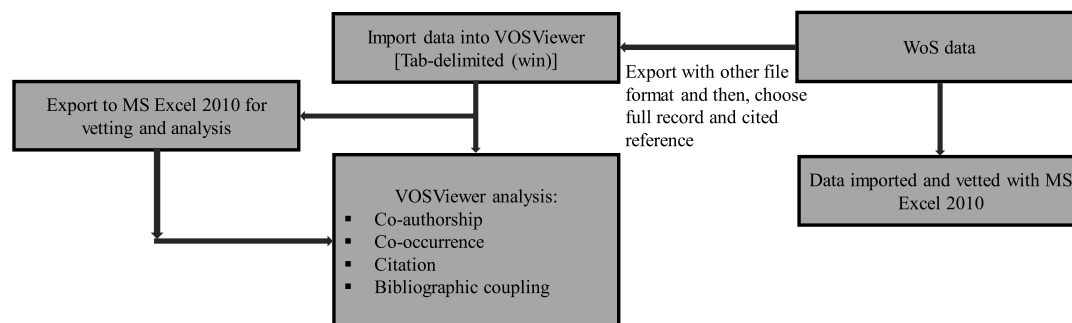 Import data into VOSViewer
[Tab-delimited (win)]
WoS data
Export with other file
format and then, choose
full record and cited
reference
Export to MS Excel 2010 for
vetting and analysis
Data imported and vetted with MS
Excel 2010
VOSViewer analysis:
▪ Co-authorship
▪ Co-occurrence
▪ Citation
▪ Bibliographic coupling